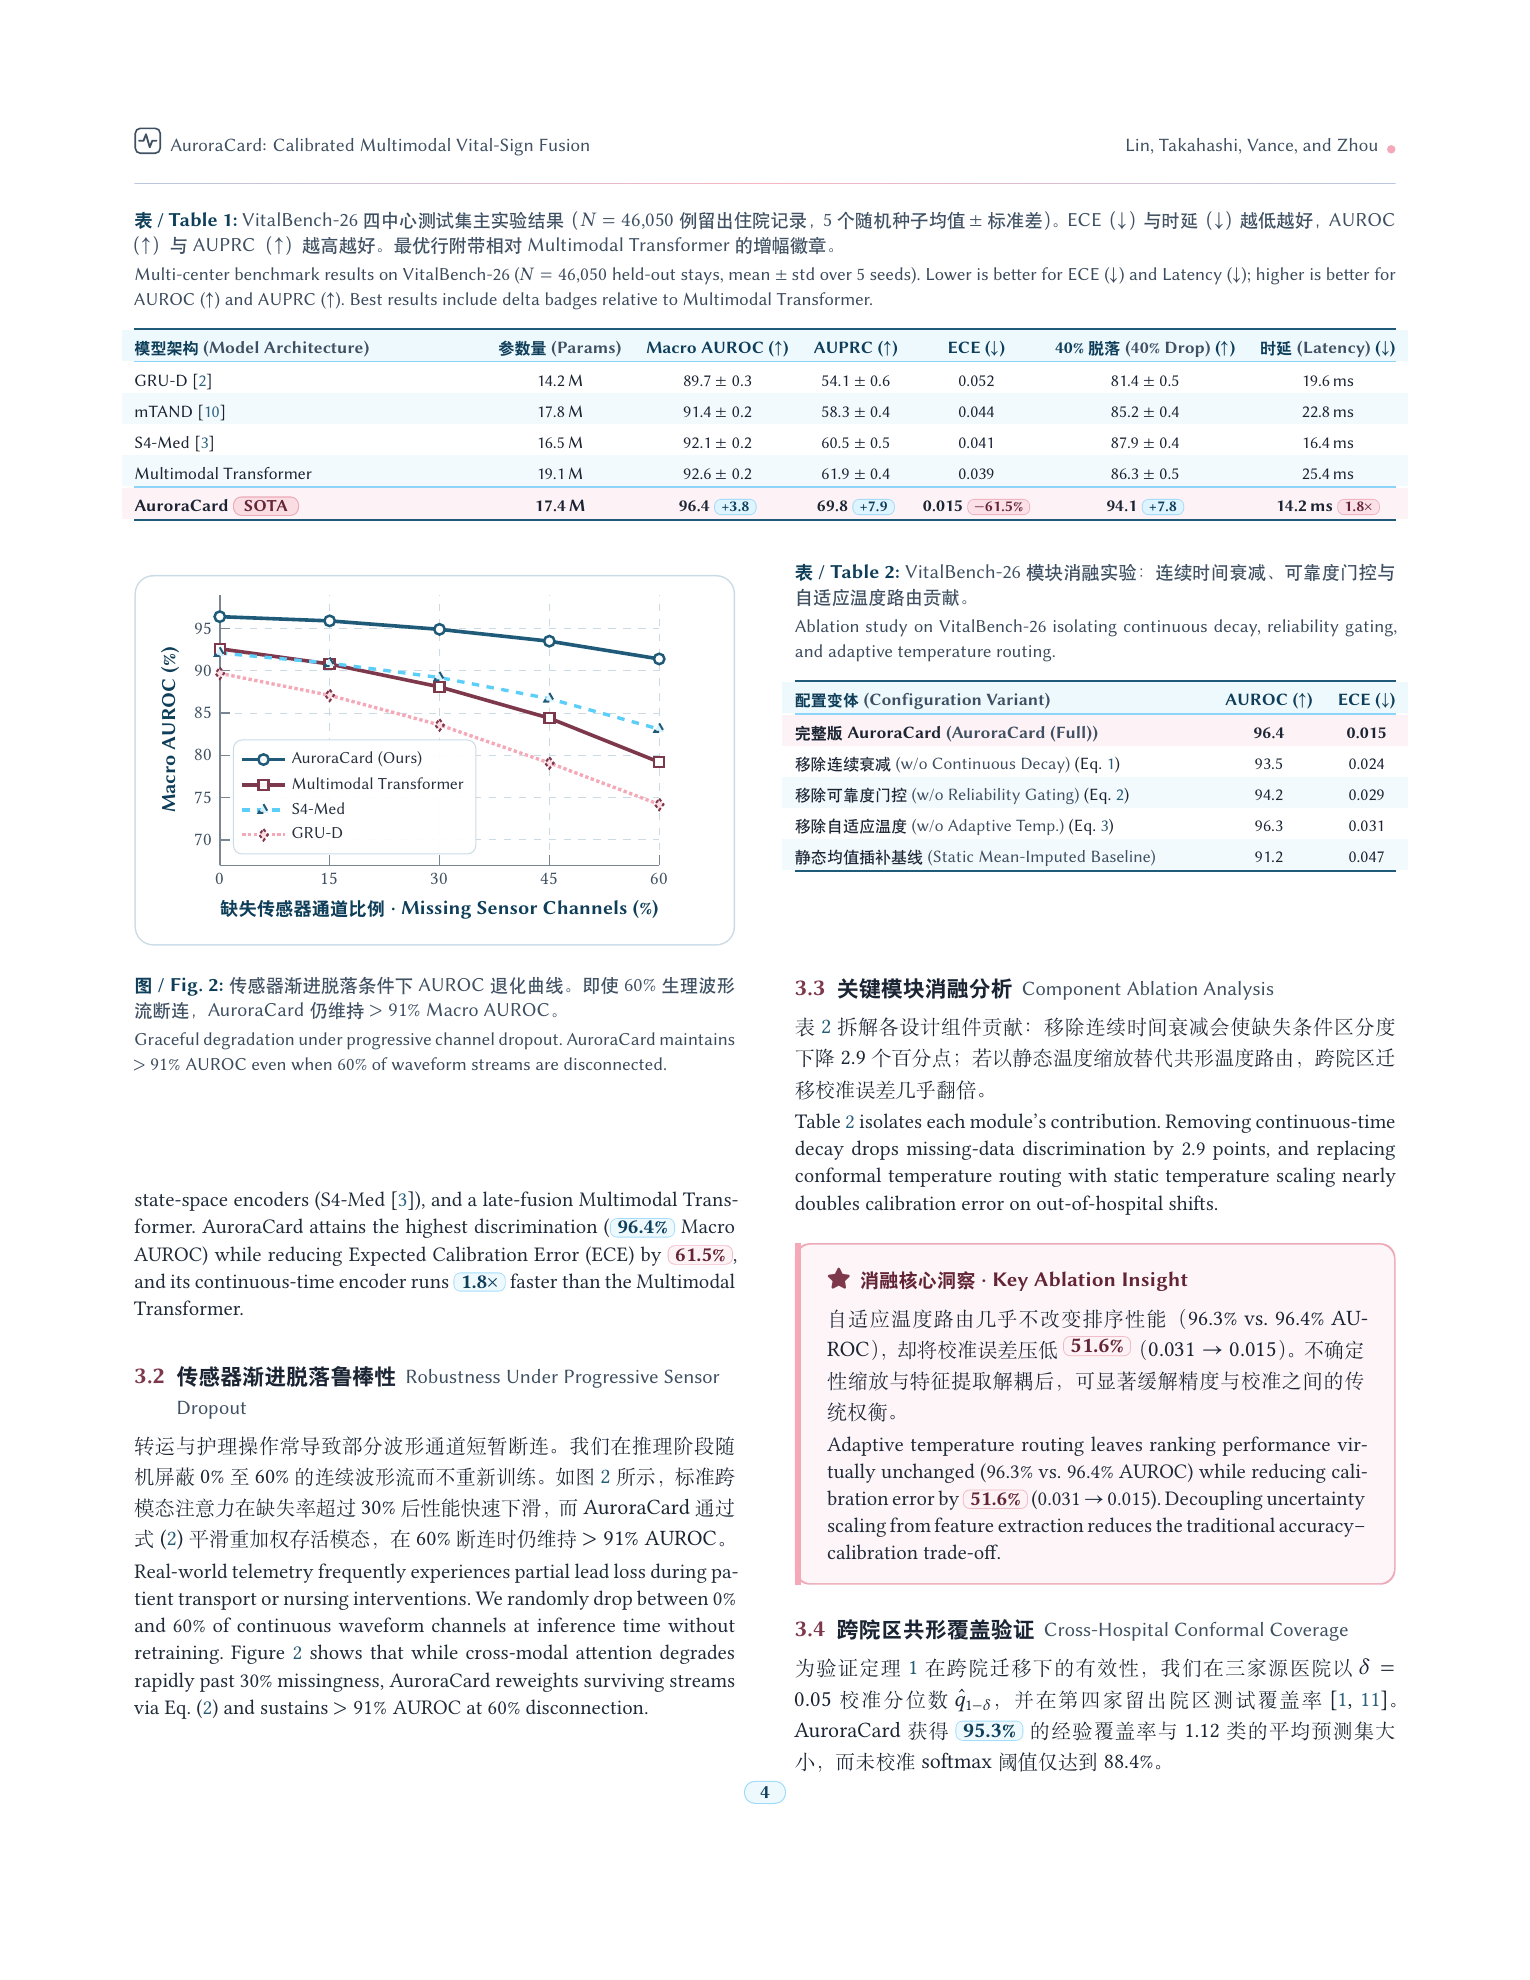 AuroraCard: Calibrated Multimodal Vital-Sign Fusion
Lin, Takahashi, Vance, and Zhou
表 / Table 1: VitalBench-26 四中心测试集主实验结果（N = 46,050 例留出住院记录，5 个随机种子均值 ± 标准差）。ECE（↓）与时延（↓）越低越好，AUROC
（↑）与 AUPRC（↑）越高越好。最优行附带相对 Multimodal Transformer 的增幅徽章。
Multi-center benchmark results on VitalBench-26 (N = 46,050 held-out stays, mean ± std over 5 seeds). Lower is better for ECE (↓) and Latency (↓); higher is better for
AUROC (↑) and AUPRC (↑). Best results include delta badges relative to Multimodal Transformer.
模型架构 (Model Architecture) 参数量 (Params) Macro AUROC (↑) AUPRC (↑) ECE (↓) 40% 脱落 (40% Drop) (↑) 时延 (Latency) (↓)
GRU-D [2] 14.2 M 89.7 ± 0.3 54.1 ± 0.6 0.052 81.4 ± 0.5 19.6 ms
mTAND [10] 17.8 M 91.4 ± 0.2 58.3 ± 0.4 0.044 85.2 ± 0.4 22.8 ms
S4-Med [3] 16.5 M 92.1 ± 0.2 60.5 ± 0.5 0.041 87.9 ± 0.4 16.4 ms
Multimodal Transformer 19.1 M 92.6 ± 0.2 61.9 ± 0.4 0.039 86.3 ± 0.5 25.4 ms
AuroraCard SOTA 17.4 M 96.4 +3.8 69.8 +7.9 0.015 −61.5% 94.1 +7.8 14.2 ms 1.8×
95
90
85
80
75
70
Macro AUROC (%)
AuroraCard (Ours)
Multimodal Transformer
S4-Med
GRU-D
0 15 30 45 60
缺失传感器通道比例 · Missing Sensor Channels (%)
图 / Fig. 2: 传感器渐进脱落条件下 AUROC 退化曲线。即使 60% 生理波形
流断连，AuroraCard 仍维持 > 91% Macro AUROC。
Graceful degradation under progressive channel dropout. AuroraCard maintains
> 91% AUROC even when 60% of waveform streams are disconnected.
state-space encoders (S4-Med [3]), and a late-fusion Multimodal Trans-
former. AuroraCard attains the highest discrimination (96.4% Macro
AUROC) while reducing Expected Calibration Error (ECE) by 61.5%,
and its continuous-time encoder runs 1.8× faster than the Multimodal
Transformer.
3.2 传感器渐进脱落鲁棒性 Robustness Under Progressive Sensor
Dropout
转运与护理操作常导致部分波形通道短暂断连。我们在推理阶段随
机屏蔽 0% 至 60% 的连续波形流而不重新训练。如图 2 所示，标准跨
模态注意力在缺失率超过 30% 后性能快速下滑，而 AuroraCard 通过
式 (2) 平滑重加权存活模态，在 60% 断连时仍维持 > 91% AUROC。
Real-world telemetry frequently experiences partial lead loss during pa-
tient transport or nursing interventions. We randomly drop between 0%
and 60% of continuous waveform channels at inference time without
retraining. Figure 2 shows that while cross-modal attention degrades
rapidly past 30% missingness, AuroraCard reweights surviving streams
via Eq. (2) and sustains > 91% AUROC at 60% disconnection.
表 / Table 2: VitalBench-26 模块消融实验：连续时间衰减、可靠度门控与
自适应温度路由贡献。
Ablation study on VitalBench-26 isolating continuous decay, reliability gating,
and adaptive temperature routing.
配置变体 (Configuration Variant) AUROC (↑) ECE (↓)
完整版 AuroraCard (AuroraCard (Full)) 96.4 0.015
移除连续衰减 (w/o Continuous Decay) (Eq. 1) 93.5 0.024
移除可靠度门控 (w/o Reliability Gating) (Eq. 2) 94.2 0.029
移除自适应温度 (w/o Adaptive Temp.) (Eq. 3) 96.3 0.031
静态均值插补基线 (Static Mean-Imputed Baseline) 91.2 0.047
3.3 关键模块消融分析 Component Ablation Analysis
表 2 拆解各设计组件贡献：移除连续时间衰减会使缺失条件区分度
下降 2.9 个百分点；若以静态温度缩放替代共形温度路由，跨院区迁
移校准误差几乎翻倍。
Table 2 isolates each module’s contribution. Removing continuous-time
decay drops missing-data discrimination by 2.9 points, and replacing
conformal temperature routing with static temperature scaling nearly
doubles calibration error on out-of-hospital shifts.
消融核心洞察 · Key Ablation Insight
自适应温度路由几乎不改变排序性能（96.3% vs. 96.4% AU-
ROC），却将校准误差压低 51.6%（0.031 → 0.015）。不确定
性缩放与特征提取解耦后，可显著缓解精度与校准之间的传
统权衡。
Adaptive temperature routing leaves ranking performance vir-
tually unchanged (96.3% vs. 96.4% AUROC) while reducing cali-
bration error by 51.6% (0.031 → 0.015). Decoupling uncertainty
scaling from feature extraction reduces the traditional accuracy–
calibration trade-off.
3.4 跨院区共形覆盖验证 Cross-Hospital Conformal Coverage
为验证定理 1 在跨院迁移下的有效性，我们在三家源医院以 δ =
0.05 校准分位数 q̂₁₋δ，并在第四家留出院区测试覆盖率 [1, 11]。
AuroraCard 获得 95.3% 的经验覆盖率与 1.12 类的平均预测集大
小，而未校准 softmax 阈值仅达到 88.4%。
4